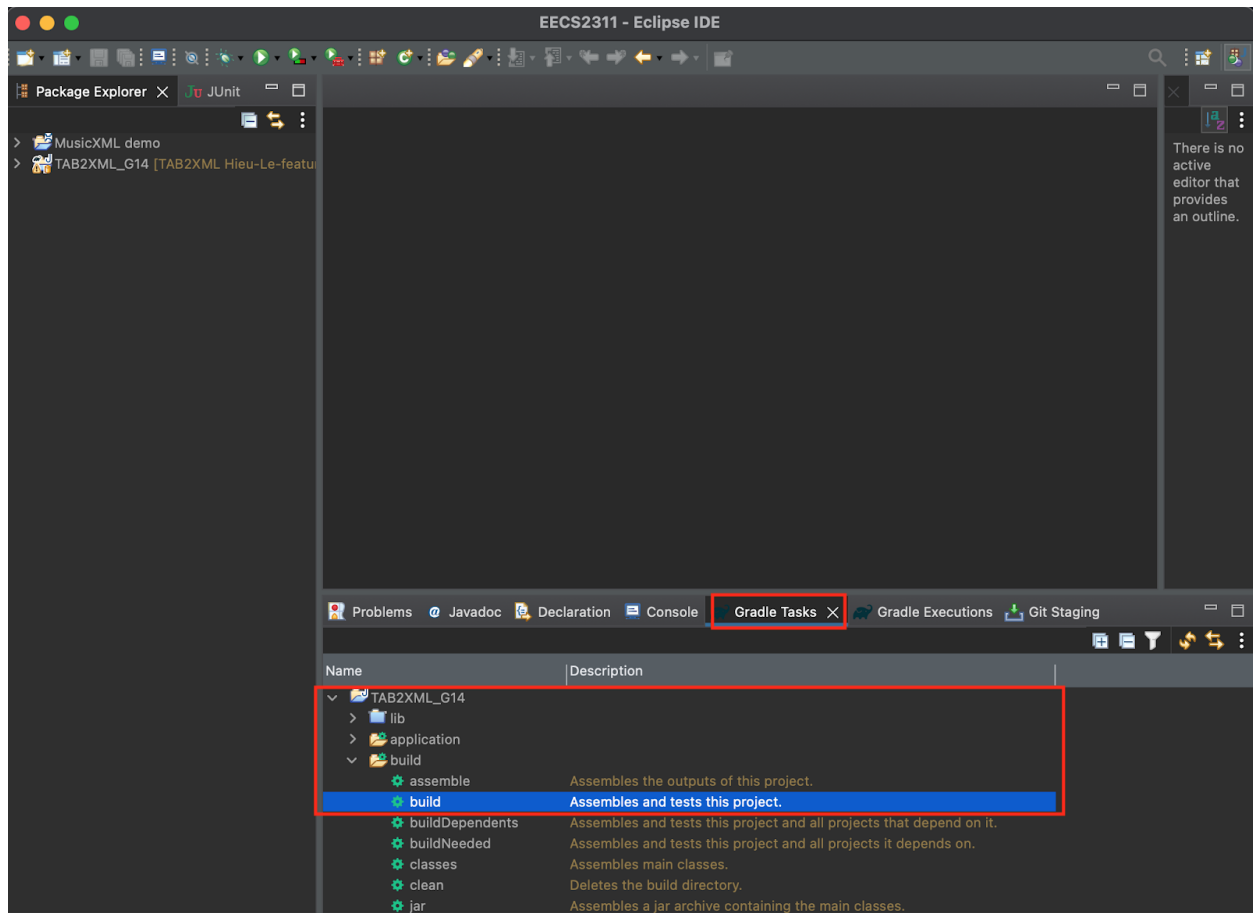 EECS2311 - Eclipse IDE
Package Explorer
JUnit
MusicXML demo
TAB2XML_G14 [TAB2XML Hieu-Le-featu
There is no
active
editor that
provides
an outline.
Problems
@ Javadoc
Declaration
Console
Gradle Tasks
Gradle Executions
Git Staging
Name
Description
TAB2XML_G14
lib
application
build
assemble
Assembles the outputs of this project.
build
Assembles and tests this project.
buildDependents
Assembles and tests this project and all projects that depend on it.
buildNeeded
Assembles and tests this project and all projects it depends on.
classes
Assembles main classes.
clean
Deletes the build directory.
jar
Assembles a jar archive containing the main classes.